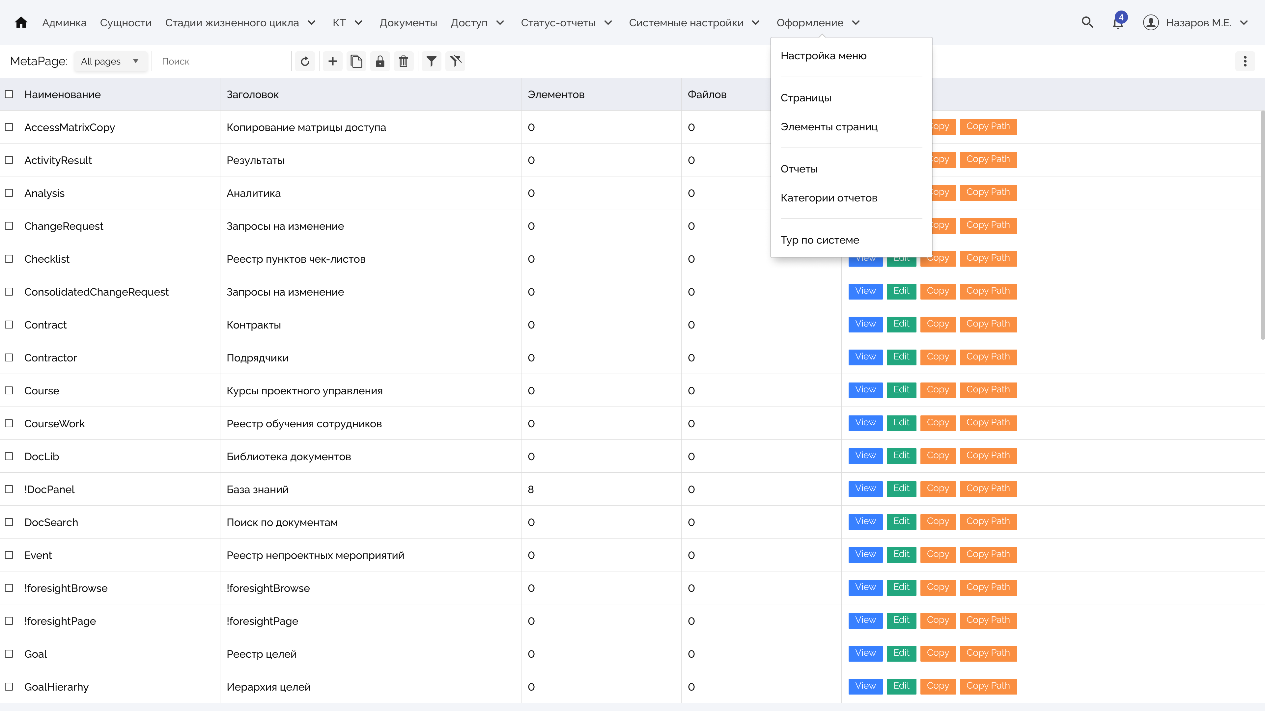 Админка Сущности Стадии жизненного цикла КТ Документы Доступ Статус-отчеты Системные настройки Оформление 4 Назаров М.Е.
MetaPage: All pages Поиск
Настройка меню
Страницы
Элементы страниц
Отчеты
Категории отчетов
Тур по системе
Наименование Заголовок Элементов Файлов
AccessMatrixCopy Копирование матрицы доступа 0 0 Copy Copy Path
ActivityResult Результаты 0 0 Copy Copy Path
Analysis Аналитика 0 0 Copy Copy Path
ChangeRequest Запросы на изменение 0 0 Copy Copy Path
Checklist Реестр пунктов чек-листов 0 0 View Edit Copy Copy Path
ConsolidatedChangeRequest Запросы на изменение 0 0 View Edit Copy Copy Path
Contract Контракты 0 0 View Edit Copy Copy Path
Contractor Подрядчики 0 0 View Edit Copy Copy Path
Course Курсы проектного управления 0 0 View Edit Copy Copy Path
CourseWork Реестр обучения сотрудников 0 0 View Edit Copy Copy Path
DocLib Библиотека документов 0 0 View Edit Copy Copy Path
!DocPanel База знаний 8 0 View Edit Copy Copy Path
DocSearch Поиск по документам 0 0 View Edit Copy Copy Path
Event Реестр непроектных мероприятий 0 0 View Edit Copy Copy Path
!foresightBrowse !foresightBrowse 0 0 View Edit Copy Copy Path
!foresightPage !foresightPage 0 0 View Edit Copy Copy Path
Goal Реестр целей 0 0 View Edit Copy Copy Path
GoalHierarhy Иерархия целей 0 0 View Edit Copy Copy Path